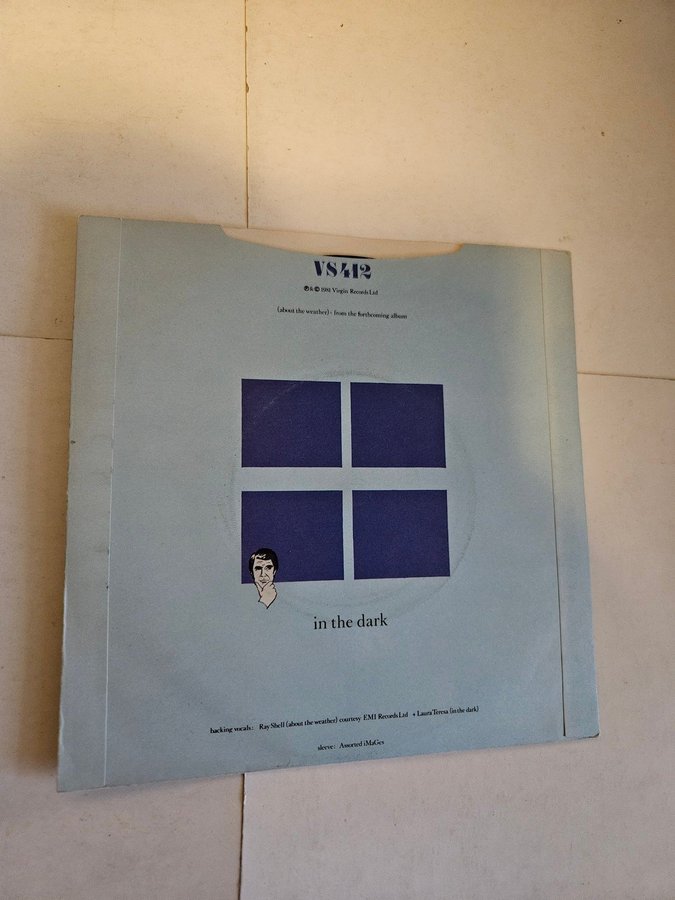 VS412
℗ & © 1981 Virgin Records Ltd
(about the weather) - from the forthcoming album
in the dark
backing vocals: Ray Shell (about the weather) courtesy EMI Records Ltd + Laura Teresa (in the dark)
sleeve: Assorted iMaGes